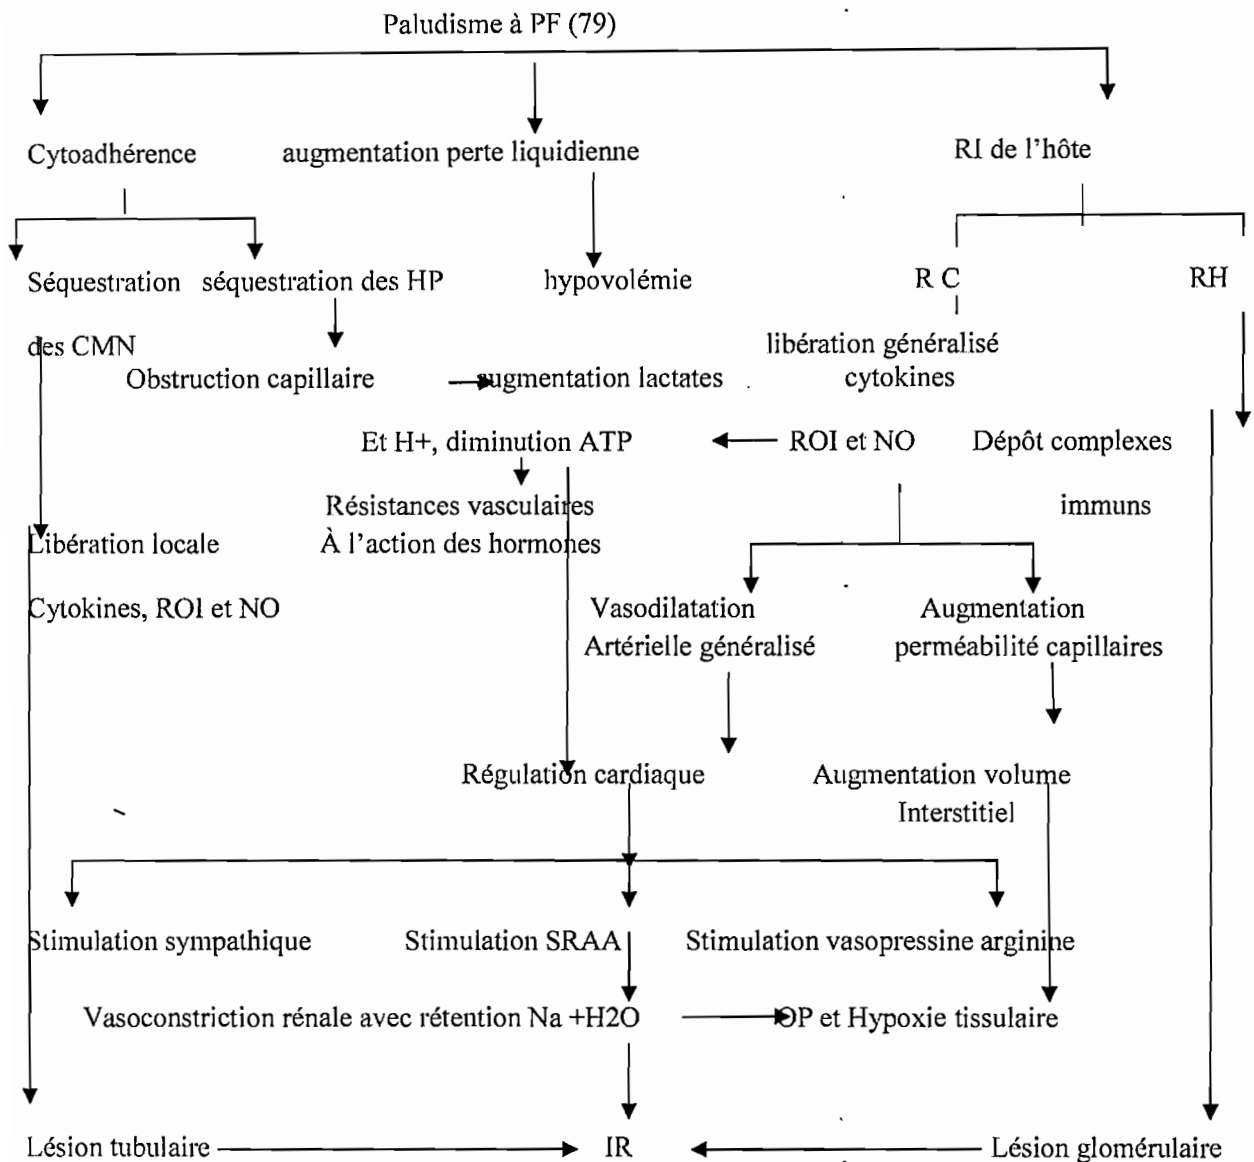 Paludisme à PF (79)
Cytoadhérence augmentation perte liquidienne RI de l'hôte
Séquestration séquestration des HP hypovolémie R C RH
des CMN
libération généralisé
Obstruction capillaire augmentation lactates cytokines
Et H+, diminution ATP ROI et NO Dépôt complexes
Résistances vasculaires immuns
Libération locale À l'action des hormones
Cytokines, ROI et NO Vasodilatation Augmentation
Artérielle généralisé perméabilité capillaires
Régulation cardiaque Augmentation volume
Interstitiel
Stimulation sympathique Stimulation SRAA Stimulation vasopressine arginine
Vasoconstriction rénale avec rétention Na +H2O OP et Hypoxie tissulaire
Lésion tubulaire IR Lésion glomérulaire